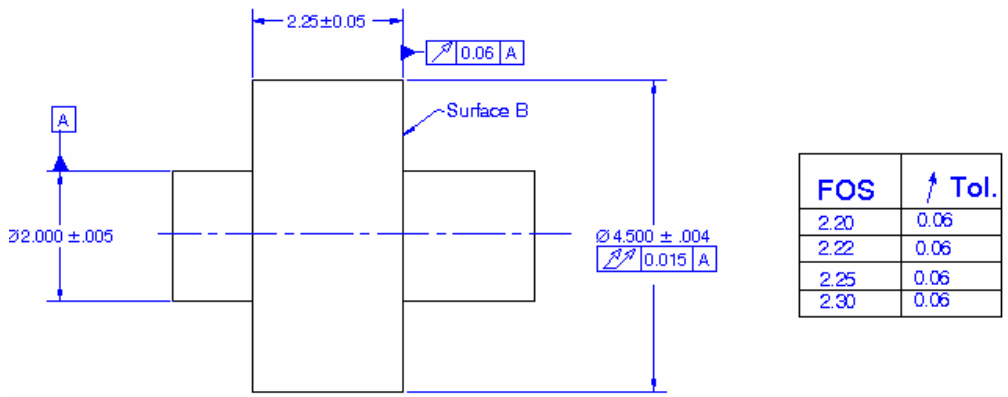 2.25±0.05
0.06 A
Surface B
A
Ø2.000 ±.005
Ø4.500 ± .004
0.015 A
FOS Tol.
2.20 0.06
2.22 0.06
2.25 0.06
2.30 0.06